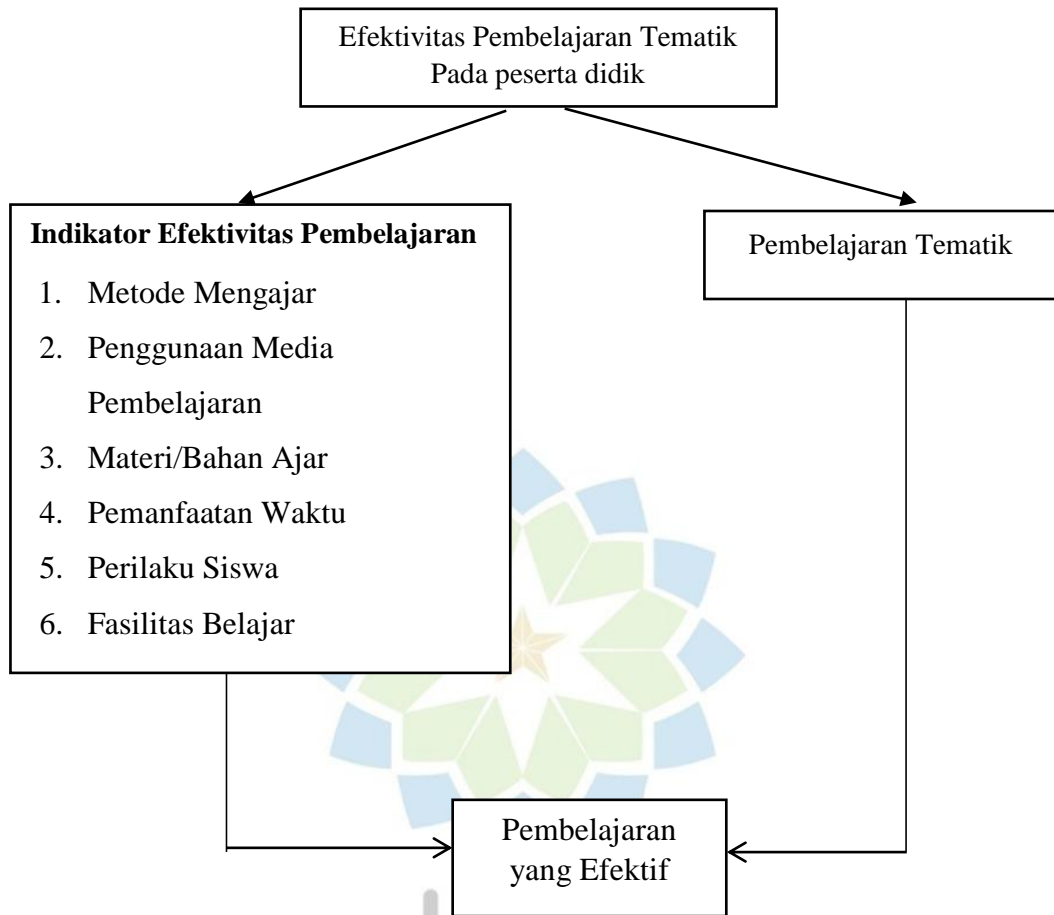 Efektivitas Pembelajaran Tematik
Pada peserta didik
Indikator Efektivitas Pembelajaran
1. Metode Mengajar
2. Penggunaan Media
Pembelajaran
3. Materi/Bahan Ajar
4. Pemanfaatan Waktu
5. Perilaku Siswa
6. Fasilitas Belajar
Pembelajaran Tematik
Pembelajaran
yang Efektif